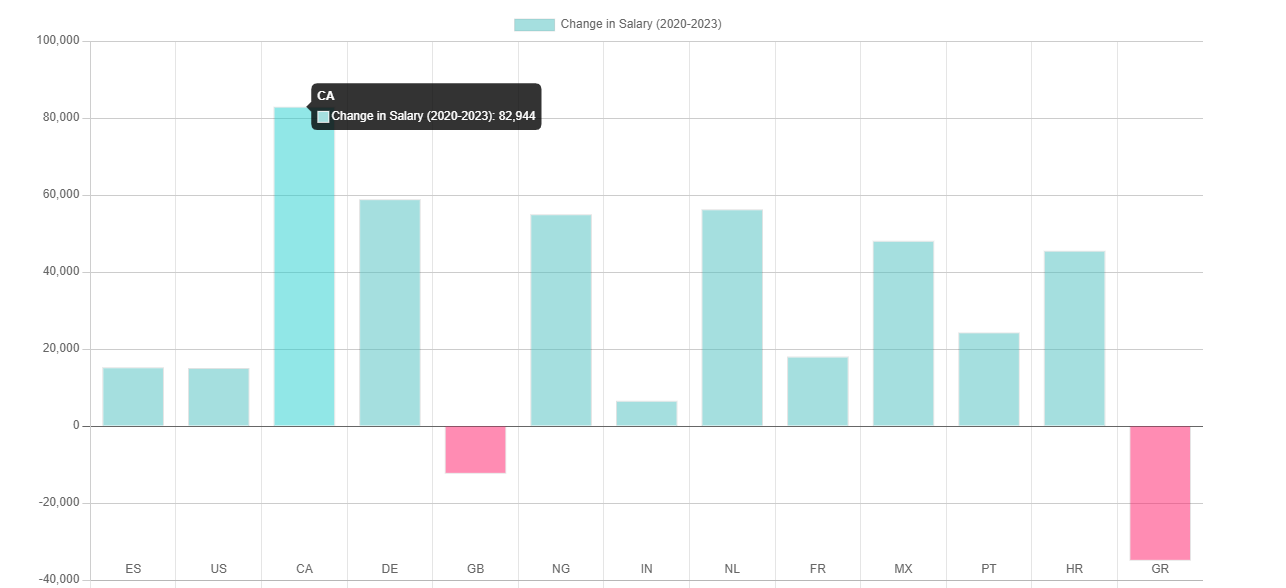 Change in Salary (2020-2023)
100,000
CA
Change in Salary (2020-2023): 82,944
80,000
60,000
40,000
20,000
0
-20,000
ES US CA DE GB NG IN NL FR MX PT HR GR
-40,000